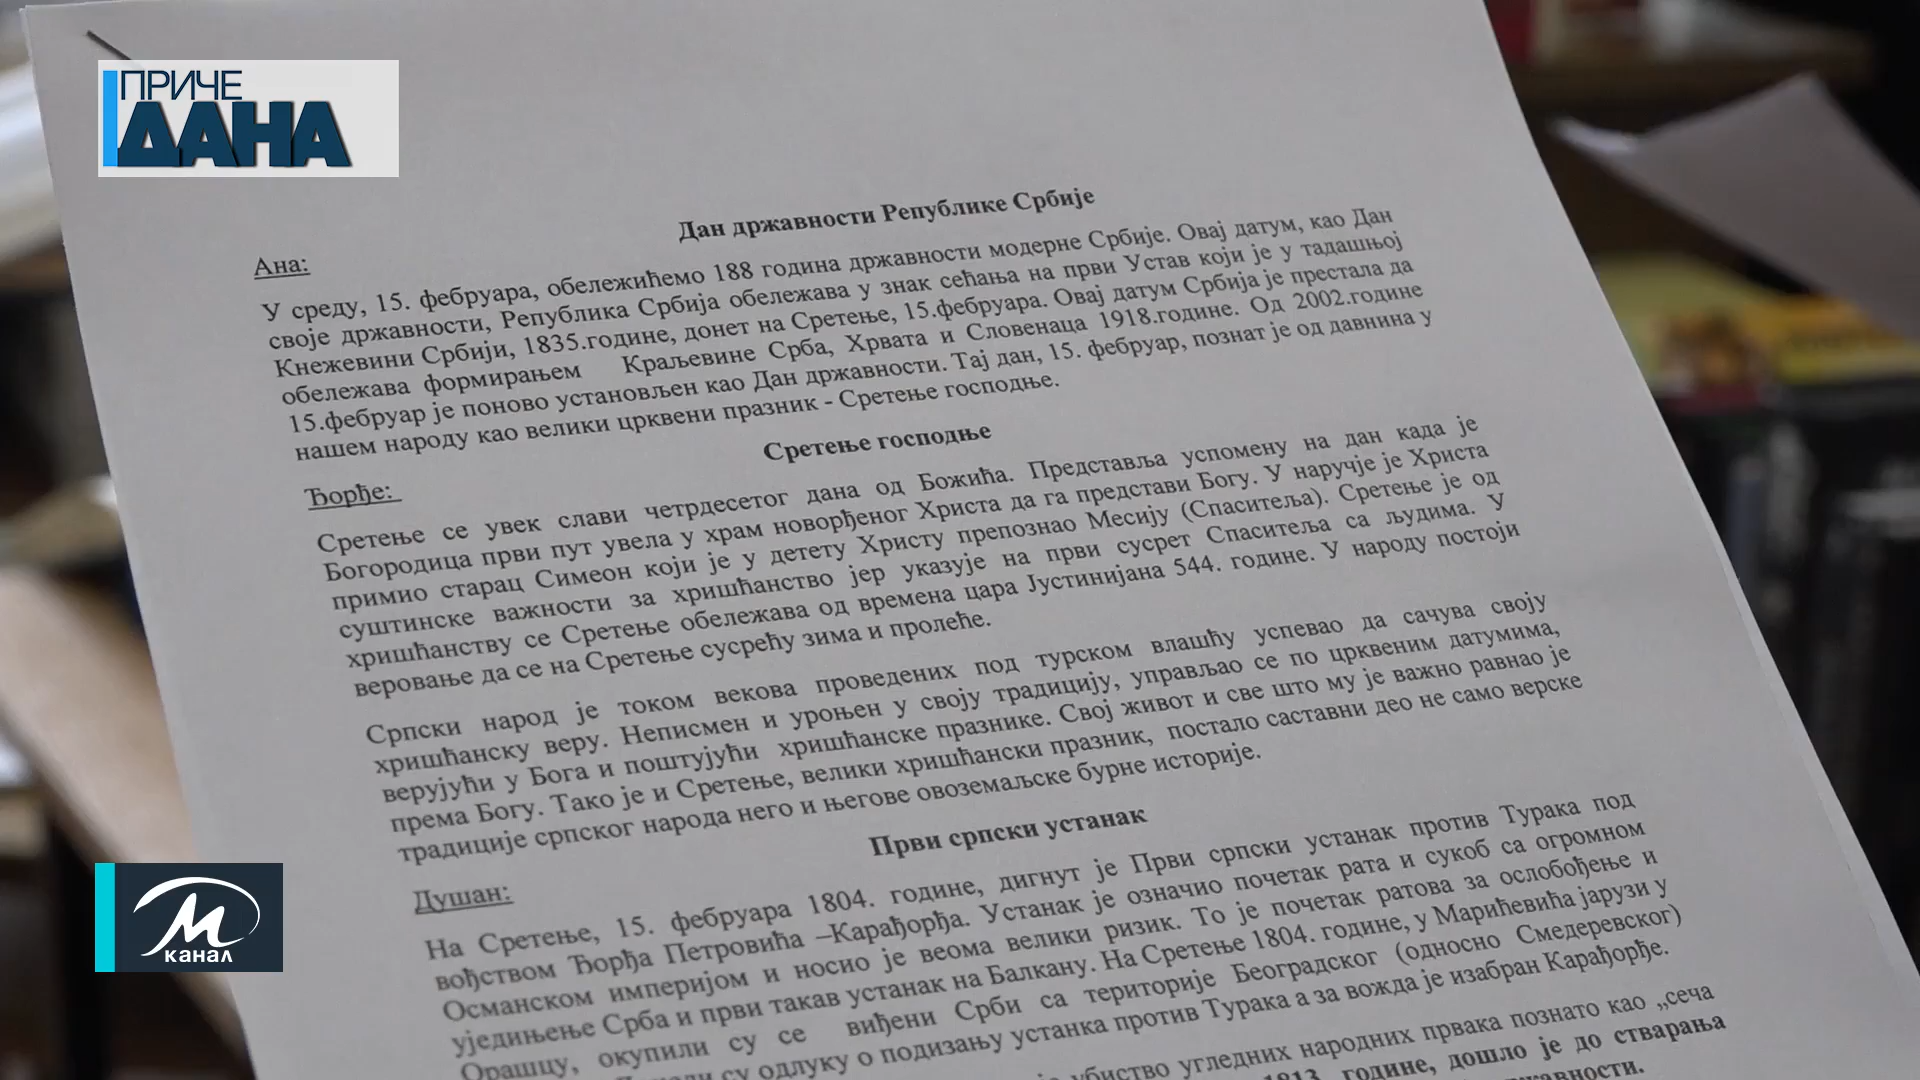 ПРИЧЕ
ДАНА
Дан државности Републике Србије
Ана:
У среду, 15. фебруара, обележићемо 188 година државности модерне Србије. Овај датум, као Дан
своје државности, Република Србија обележава у знак сећања на први Устав који је у тадашњој
Кнежевини Србији, 1835.године, донет на Сретење, 15.фебруара. Овај датум Србија је престала да
обележава формирањем Краљевине Срба, Хрвата и Словенаца 1918.године. Од 2002.године
15.фебруар је поново установљен као Дан државности. Тај дан, 15. фебруар, познат је од давнина у
нашем народу као велики црквени празник - Сретење господње.
Сретење господње
Ђорђе:
Сретење се увек слави четрдесетог дана од Божића. Представља успомену на дан када је
Богородица први пут увела у храм новорђеног Христа да га представи Богу. У наручје је Христа
примио старац Симеон који је у детету Христу препознао Месију (Спаситеља). Сретење је од
суштинске важности за хришћанство јер указује на први сусрет Спаситеља са људима. У
хришћанству се Сретење обележава од времена цара Јустинијана 544. године. У народу постоји
веровање да се на Сретење сусрећу зима и пролеће.
Српски народ је током векова проведених под турском влашћу успевао да сачува своју
хришћанску веру. Неписмен и уроњен у своју традицију, управљао се по црквеним датумима,
верујући у Бога и поштујући хришћанске празнике. Свој живот и све што му је важно равнао је
према Богу. Тако је и Сретење, велики хришћански празник, постало саставни део не само верске
традиције српског народа него и његове овоземаљске бурне историје.
Први српски устанак
Душан:
На Сретење, 15. фебруара 1804. године, дигнут је Први српски устанак против Турака под
вођством Ђорђа Петровића –Карађорђа. Устанак је означио почетак рата и сукоб са огромном
Османском империјом и носио је веома велики ризик. То је почетак ратова за ослобођење и
уједињење Срба и први такав устанак на Балкану. На Сретење 1804. године, у Марићевића јарузи у
Орашцу, окупили су се виђени Срби са територије Београдског (односно Смедеревског)
су одлуку о подизању устанка против Турака а за вожда је изабран Карађорђе.
убиство угледних народних првака познато као „сеча
1813. године, дошло је до стварања
М
КАНАЛ